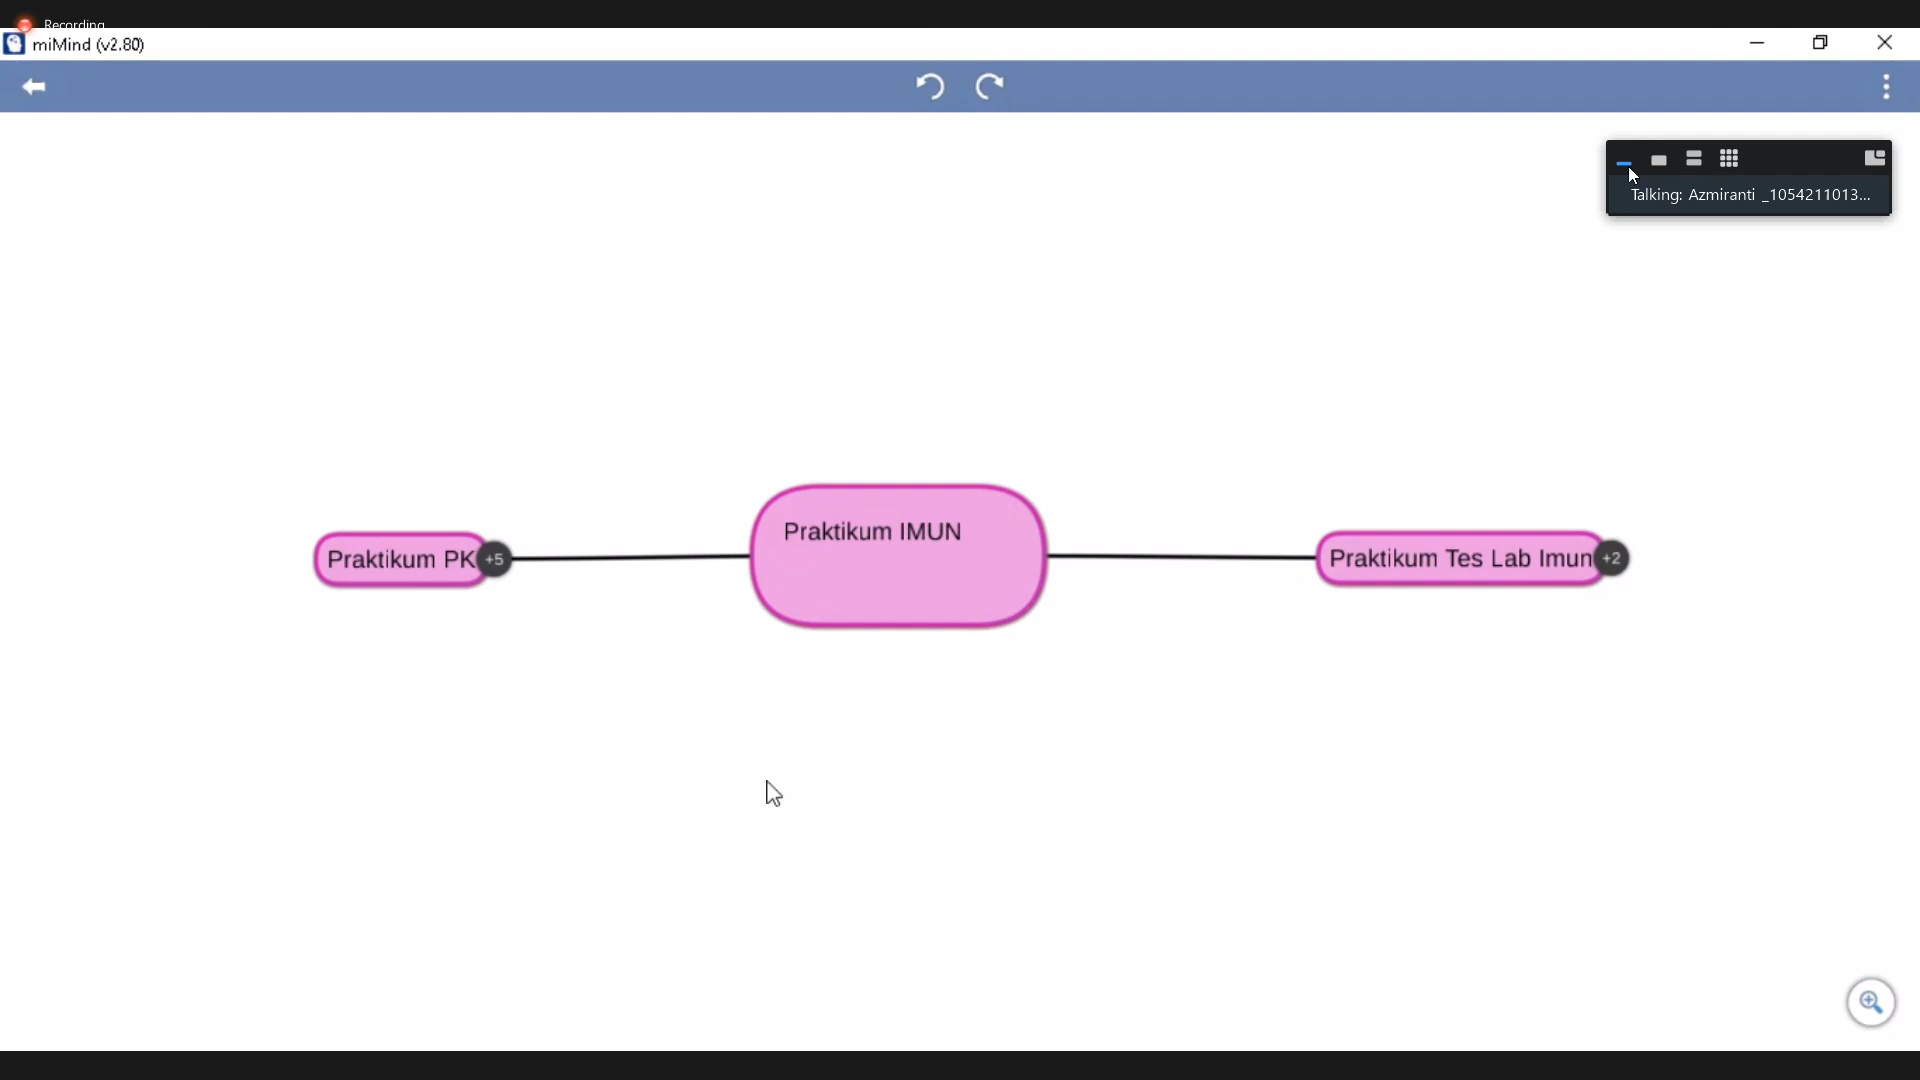 Recording
miMind (v2.80)
Talking: Azmiranti _1054211013...
Praktikum IMUN
Praktikum PK
+5
Praktikum Tes Lab Imun
+2